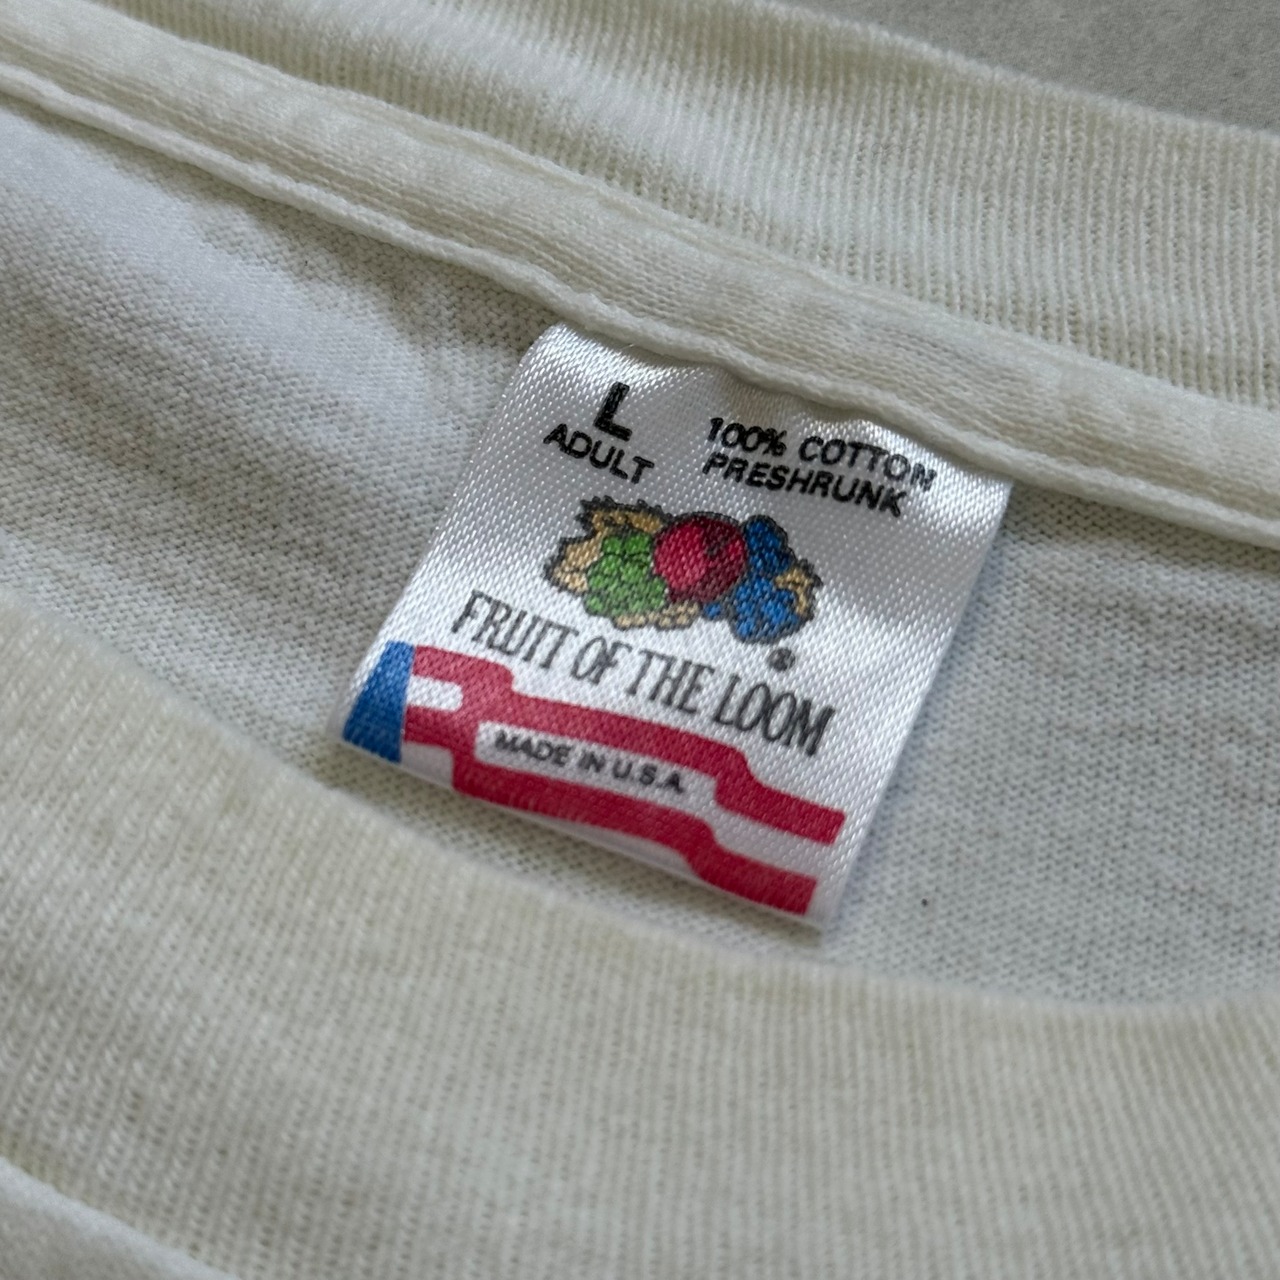 L
ADULT
100% COTTON
PRESHRUNK
®
FRUIT OF THE LOOM
MADE IN U.S.A.